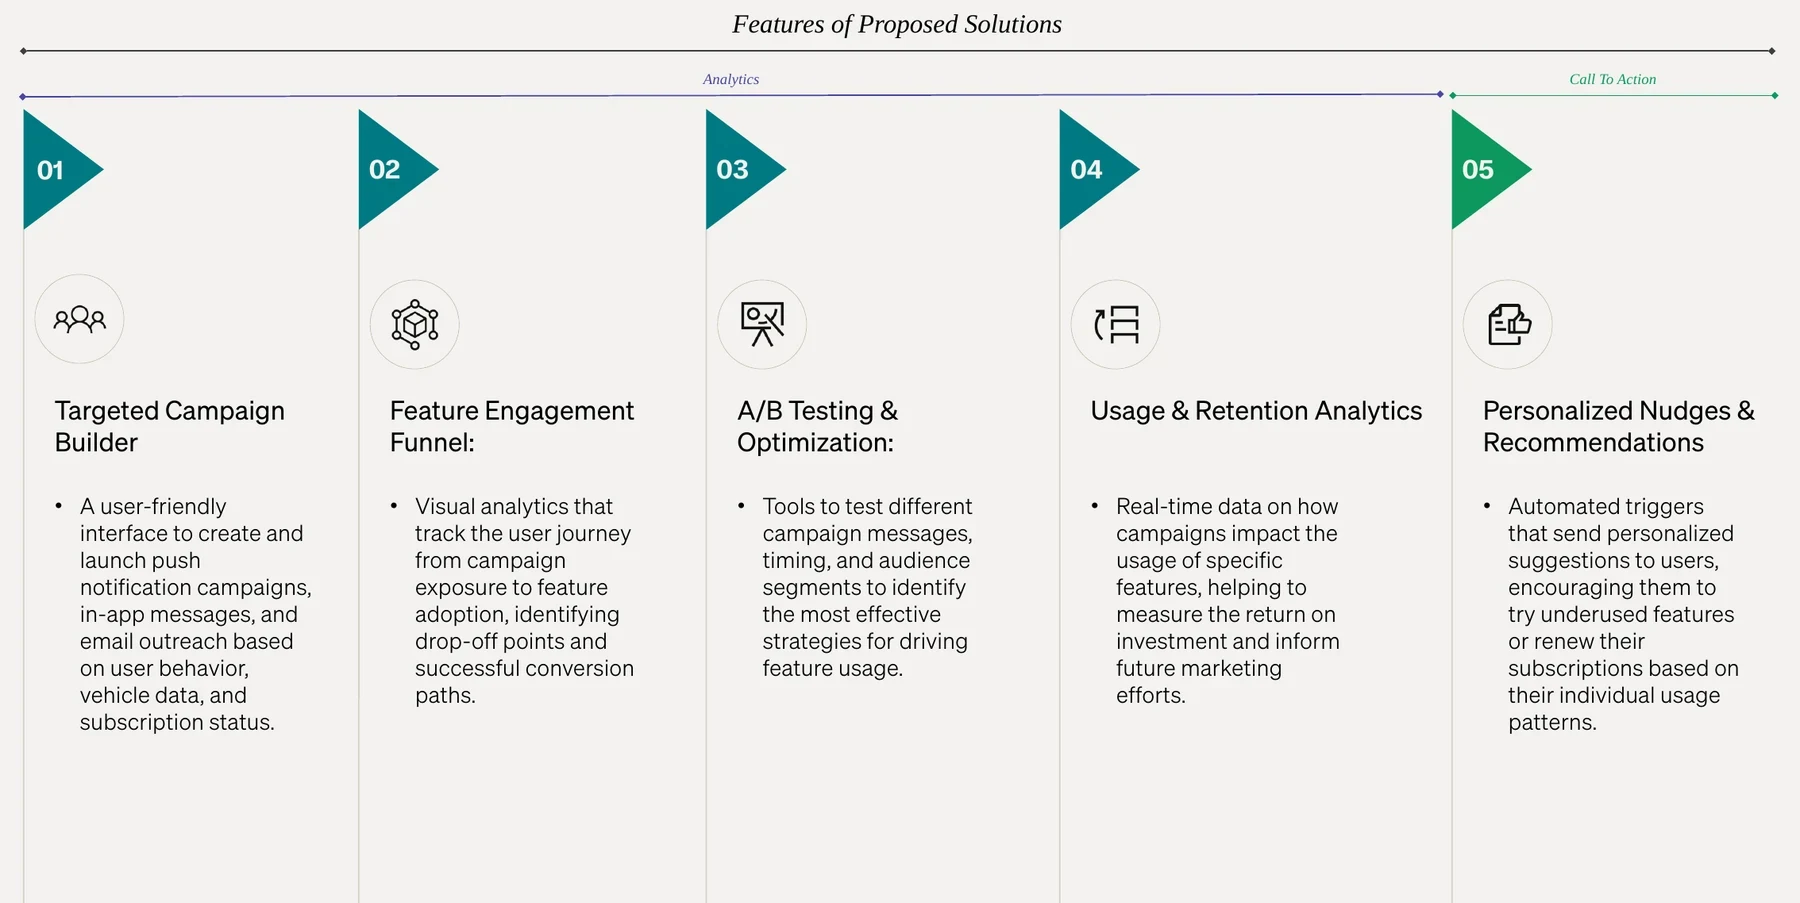 Features of Proposed Solutions
Analytics
Call To Action
01
02
03
04
05
Targeted Campaign
Builder
• A user-friendly
interface to create and
launch push
notification campaigns,
in-app messages, and
email outreach based
on user behavior,
vehicle data, and
subscription status.
Feature Engagement
Funnel:
• Visual analytics that
track the user journey
from campaign
exposure to feature
adoption, identifying
drop-off points and
successful conversion
paths.
A/B Testing &
Optimization:
• Tools to test different
campaign messages,
timing, and audience
segments to identify
the most effective
strategies for driving
feature usage.
Usage & Retention Analytics
• Real-time data on how
campaigns impact the
usage of specific
features, helping to
measure the return on
investment and inform
future marketing
efforts.
Personalized Nudges &
Recommendations
• Automated triggers
that send personalized
suggestions to users,
encouraging them to
try underused features
or renew their
subscriptions based on
their individual usage
patterns.